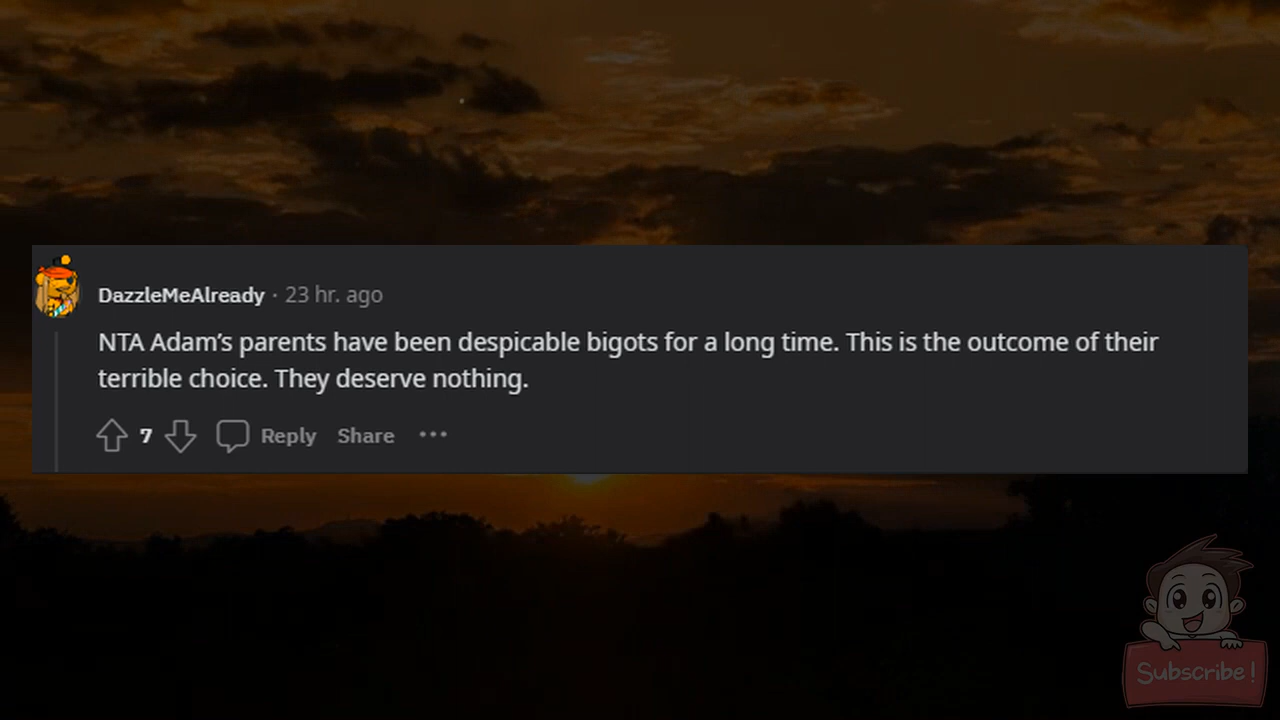 DazzleMeAlready · 23 hr. ago
NTA Adam’s parents have been despicable bigots for a long time. This is the outcome of their
terrible choice. They deserve nothing.
7 Reply Share ···
Subscribe!